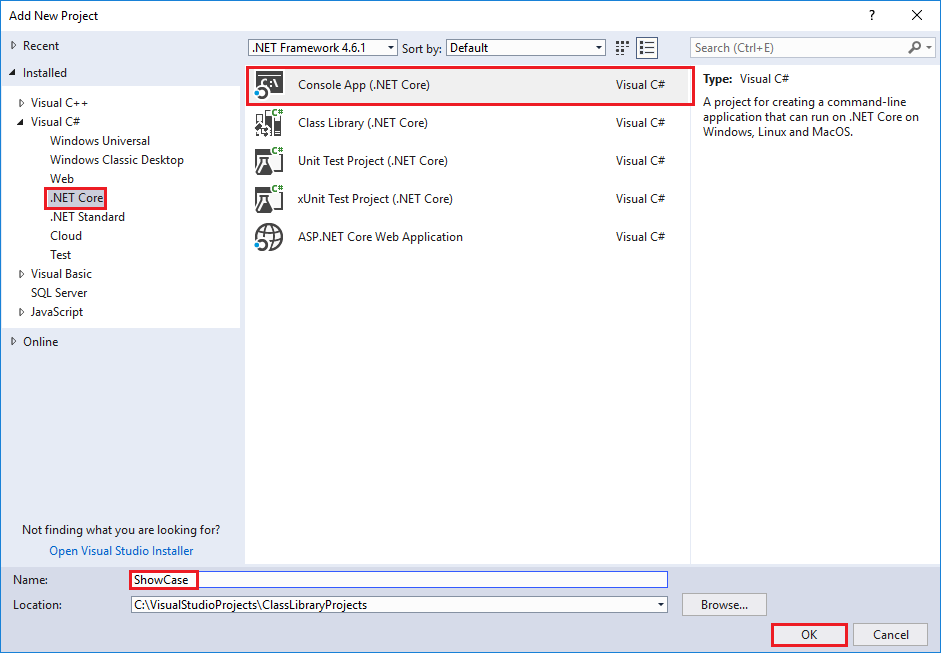 Add New Project
?
Recent
.NET Framework 4.6.1
Sort by:
Default
Search (Ctrl+E)
Installed
Visual C++
Visual C#
Windows Universal
Windows Classic Desktop
Web
.NET Core
.NET Standard
Cloud
Test
Visual Basic
SQL Server
JavaScript
Online
Not finding what you are looking for?
Open Visual Studio Installer
Console App (.NET Core) Visual C#
C#
Class Library (.NET Core) Visual C#
C#
Unit Test Project (.NET Core) Visual C#
C#
xUnit Test Project (.NET Core) Visual C#
ASP.NET Core Web Application Visual C#
Type: Visual C#
A project for creating a command-line
application that can run on .NET Core on
Windows, Linux and MacOS.
Name: ShowCase
Location: C:\VisualStudioProjects\ClassLibraryProjects
Browse...
OK
Cancel